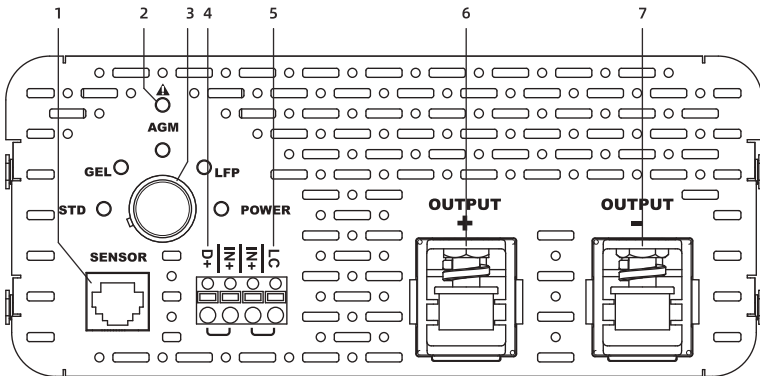 1 2 3 4 5 6 7
AGM
GEL LFP
STD POWER
OUTPUT + OUTPUT -
SENSOR
D+ IN+ IN+ LC